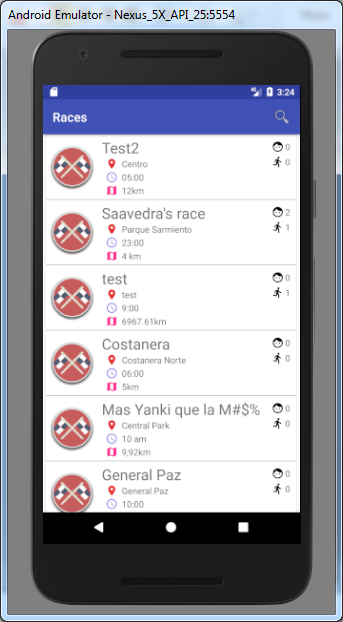 Android Emulator - Nexus_5X_API_25:5554
3:24
Races
Test2
0
Centro
0
05:00
12km
Saavedra's race
2
Parque Sarmiento
1
23:00
4 km
test
0
test
1
9:00
6967.61km
Costanera
0
Costanera Norte
0
06:00
5km
Mas Yanki que la M#$%
0
Central Park
0
10 am
9,92km
General Paz
0
General Paz
0
10:00